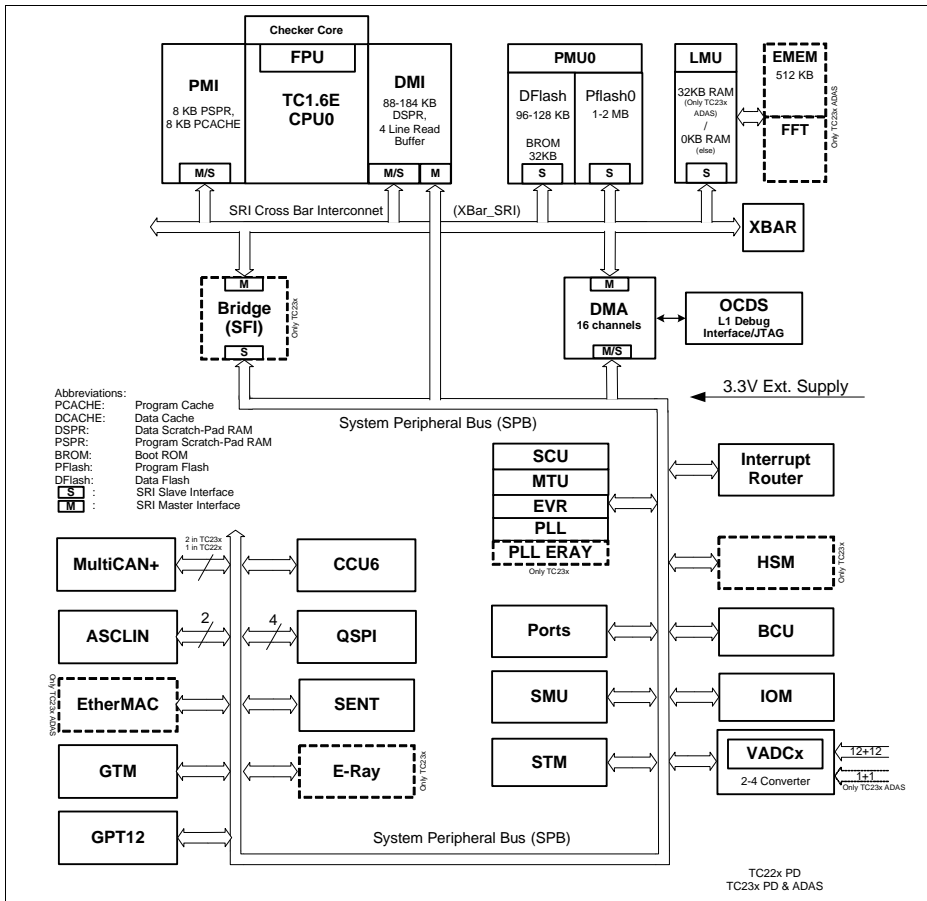 Checker Core
FPU
PMI
8 KB PSPR,
8 KB PCACHE
M/S
TC1.6E
CPU0
DMI
88-184 KB
DSPR,
4 Line Read
Buffer
M/S
M
PMU0
DFlash
96-128 KB
BROM
32KB
S
Pflash0
1-2 MB
S
LMU
32KB RAM
(Only TC23x
ADAS)
/
0KB RAM
(else)
S
EMEM
512 KB
FFT
Only TC23x ADAS
SRI Cross Bar Interconnet
(XBar_SRI)
XBAR
M
Bridge
(SFI)
S
Only TC23x
M
DMA
16 channels
M/S
OCDS
L1 Debug
Interface/JTAG
3.3V Ext. Supply
Abbreviations:
PCACHE: Program Cache
DCACHE: Data Cache
DSPR: Data Scratch-Pad RAM
PSPR: Program Scratch-Pad RAM
BROM: Boot ROM
PFlash: Program Flash
DFlash: Data Flash
S : SRI Slave Interface
M : SRI Master Interface
System Peripheral Bus (SPB)
SCU
MTU
EVR
PLL
PLL ERAY
Only TC23x
Interrupt
Router
MultiCAN+
2 in TC23x
1 in TC22x
CCU6
HSM
Only TC23x
ASCLIN
2
4
QSPI
Ports
BCU
Only TC23x ADAS
EtherMAC
SENT
SMU
IOM
GTM
E-Ray
Only TC23x
STM
VADCx
2-4 Converter
12+12
1+1
Only TC23x ADAS
GPT12
System Peripheral Bus (SPB)
TC22x PD
TC23x PD & ADAS